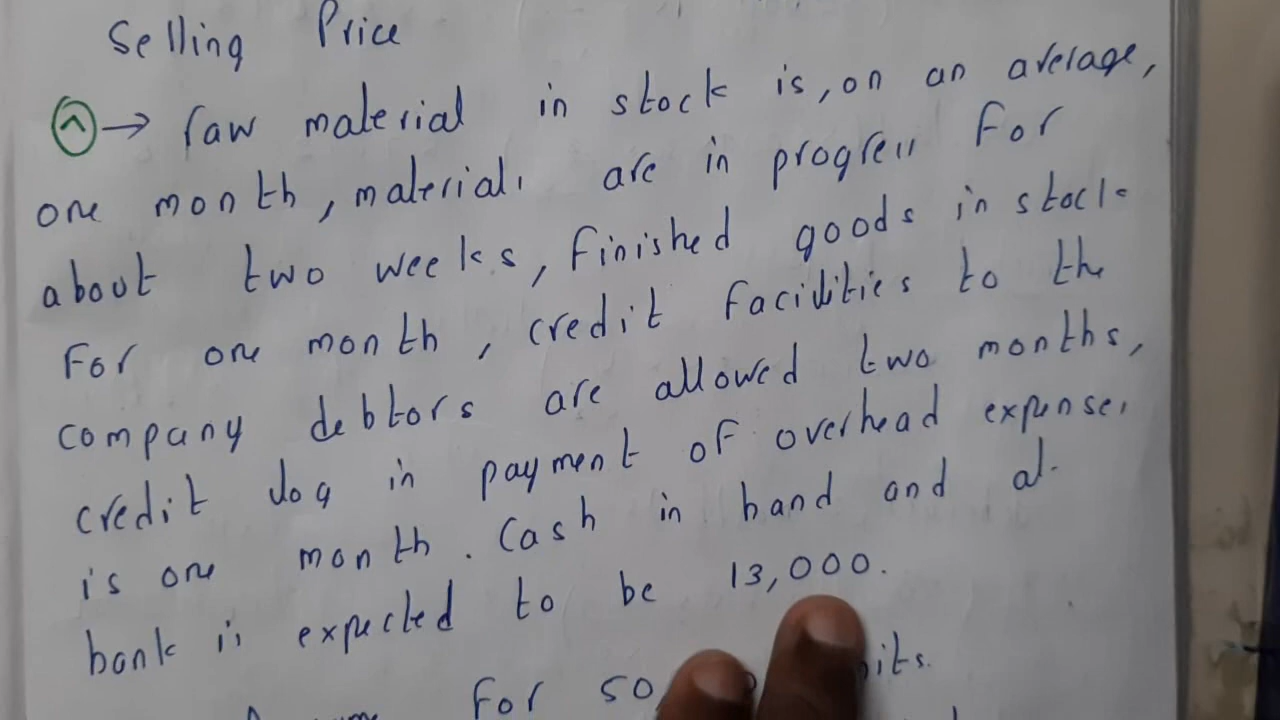 Selling Price
→ raw material in stock is, on an average,
one month, materials are in progress for
about two weeks, Finished goods in stock
For one month, credit facilities to the
company debtors are allowed two months,
credit log in payment of overhead expenses
is one month. Cash in hand and at
bank is expected to be 13,000.
For 50